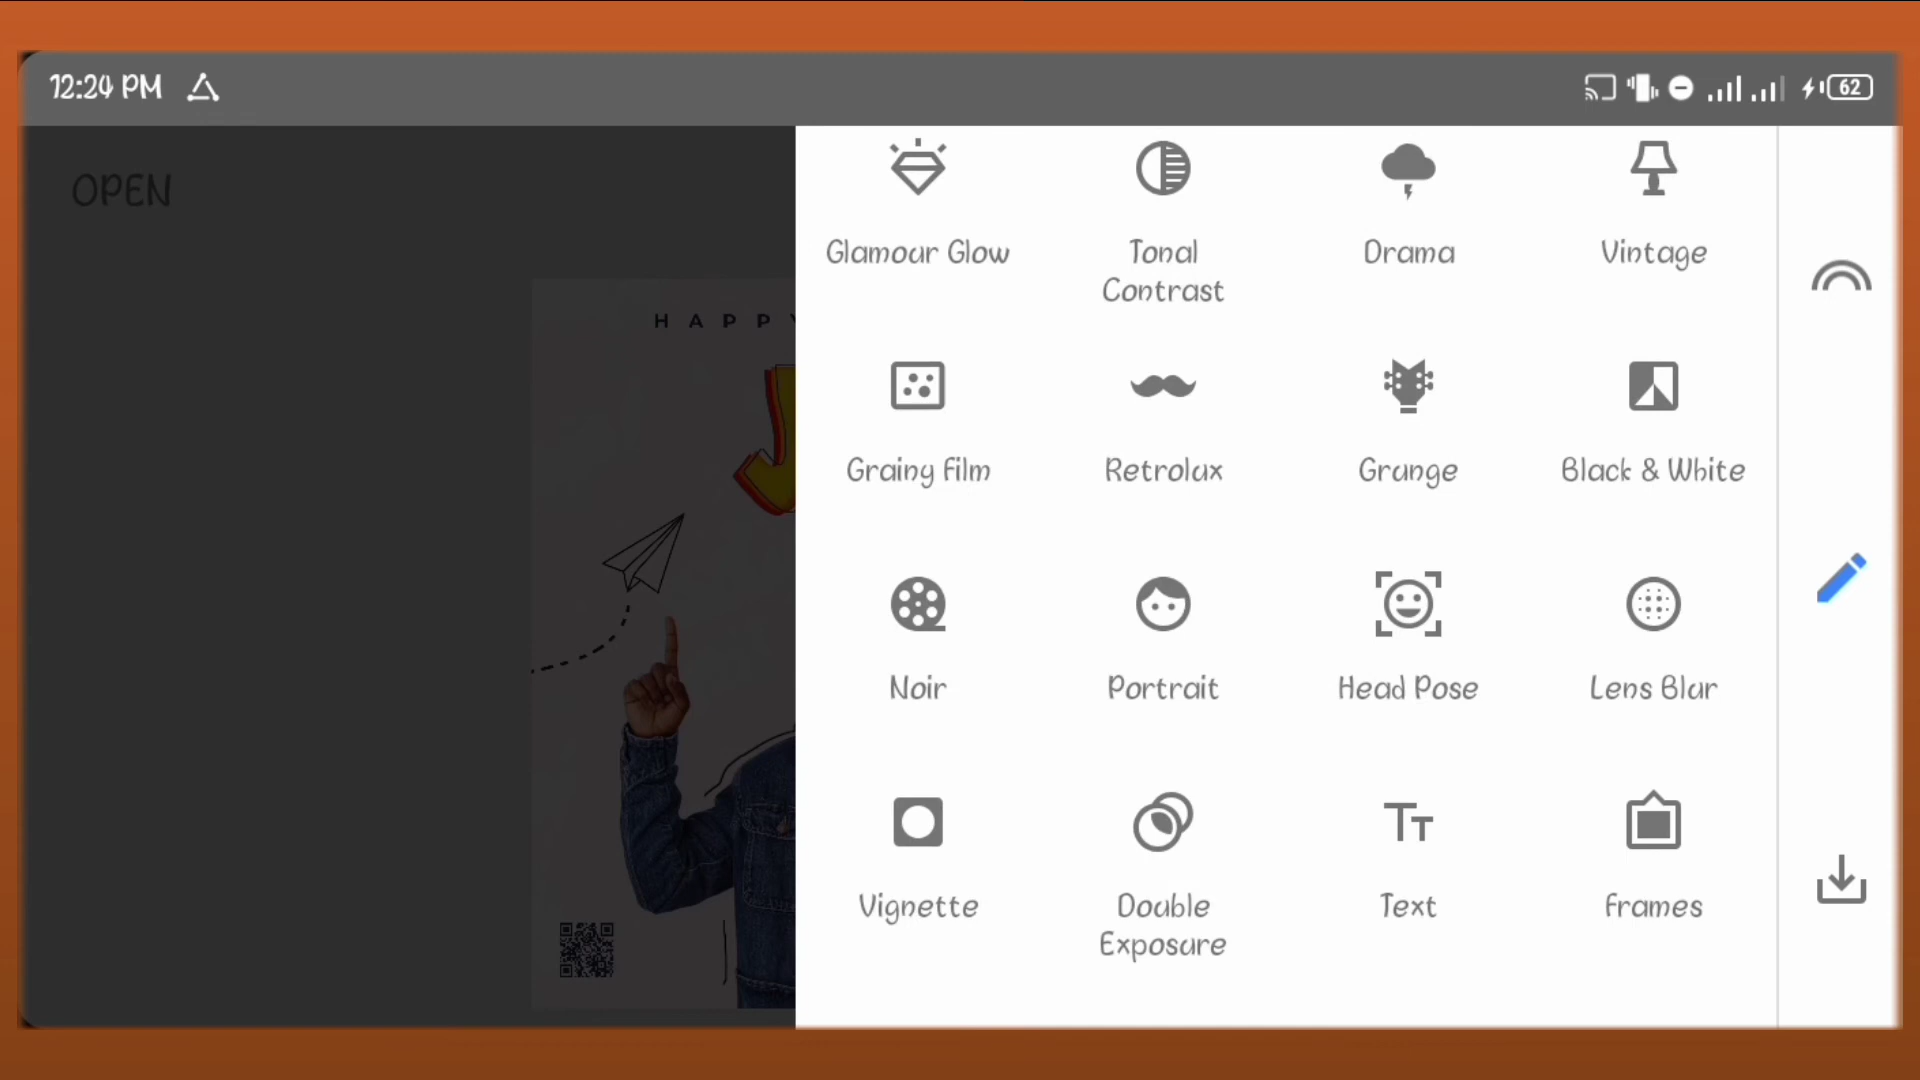 12:24 PM
62
OPEN
HAPPY
Glamour Glow
Tonal
Contrast
Drama
Vintage
Grainy Film
Retrolux
Grunge
Black & White
Noir
Portrait
Head Pose
Lens Blur
Vignette
Double
Exposure
Text
Frames